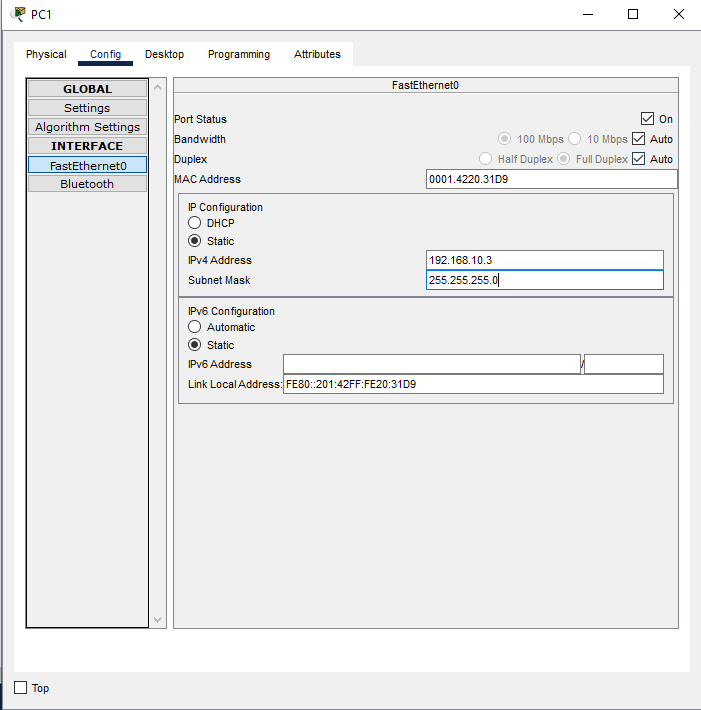 PC1
Physical Config Desktop Programming Attributes
GLOBAL
Settings
Algorithm Settings
INTERFACE
FastEthernet0
Bluetooth
FastEthernet0
Port Status On
Bandwidth 100 Mbps 10 Mbps Auto
Duplex Half Duplex Full Duplex Auto
MAC Address 0001.4220.31D9
IP Configuration
DHCP
Static
IPv4 Address 192.168.10.3
Subnet Mask 255.255.255.0
IPv6 Configuration
Automatic
Static
IPv6 Address /
Link Local Address: FE80::201:42FF:FE20:31D9
Top